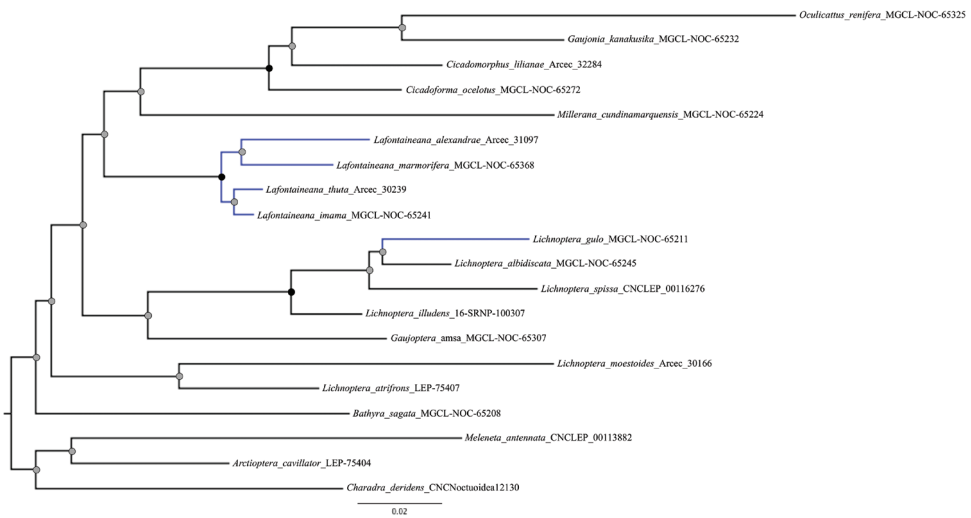 Oculicattus_renifera_MGCL-NOC-65325
Gaujonia_kanakusika_MGCL-NOC-65232
Cicadomorphus_lilianae_Arcec_32284
Cicadoforma_ocelotus_MGCL-NOC-65272
Millerana_cundinamarquensis_MGCL-NOC-65224
Lafontaineana_alexandrae_Arcec_31097
Lafontaineana_marmorifera_MGCL-NOC-65368
Lafontaineana_thuta_Arcec_30239
Lafontaineana_imama_MGCL-NOC-65241
Lichnoptera_gulo_MGCL-NOC-65211
Lichnoptera_albidiscata_MGCL-NOC-65245
Lichnoptera_spissa_CNCLEP_00116276
Lichnoptera_illudens_16-SRNP-100307
Gaujoptera_amsa_MGCL-NOC-65307
Lichnoptera_moestoides_Arcec_30166
Lichnoptera_atrifrons_LEP-75407
Bathyra_sagata_MGCL-NOC-65208
Meleneta_antennata_CNCLEP_00113882
Arctioptera_cavillator_LEP-75404
Charadra_deridens_CNCNoctuoidea12130
0.02